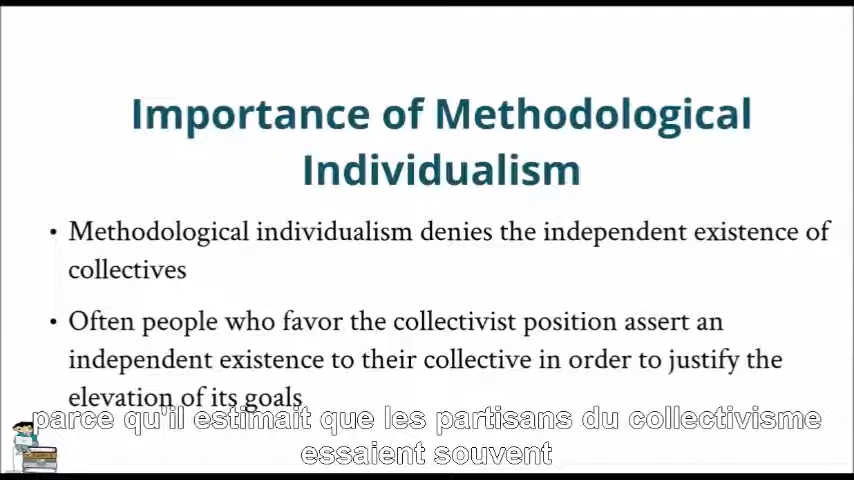 Importance of Methodological
Individualism
• Methodological individualism denies the independent existence of
collectives
• Often people who favor the collectivist position assert an
independent existence to their collective in order to justify the
elevation of its goals
parce qu'il estimait que les partisans du collectivisme
essaient souvent